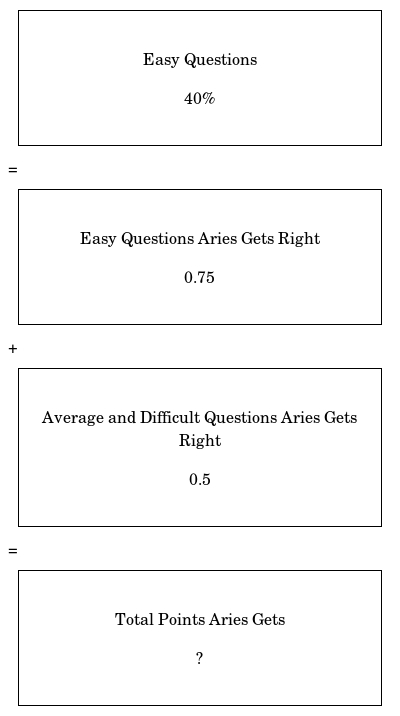 Easy Questions
40%
=
Easy Questions Aries Gets Right
0.75
+
Average and Difficult Questions Aries Gets
Right
0.5
=
Total Points Aries Gets
?